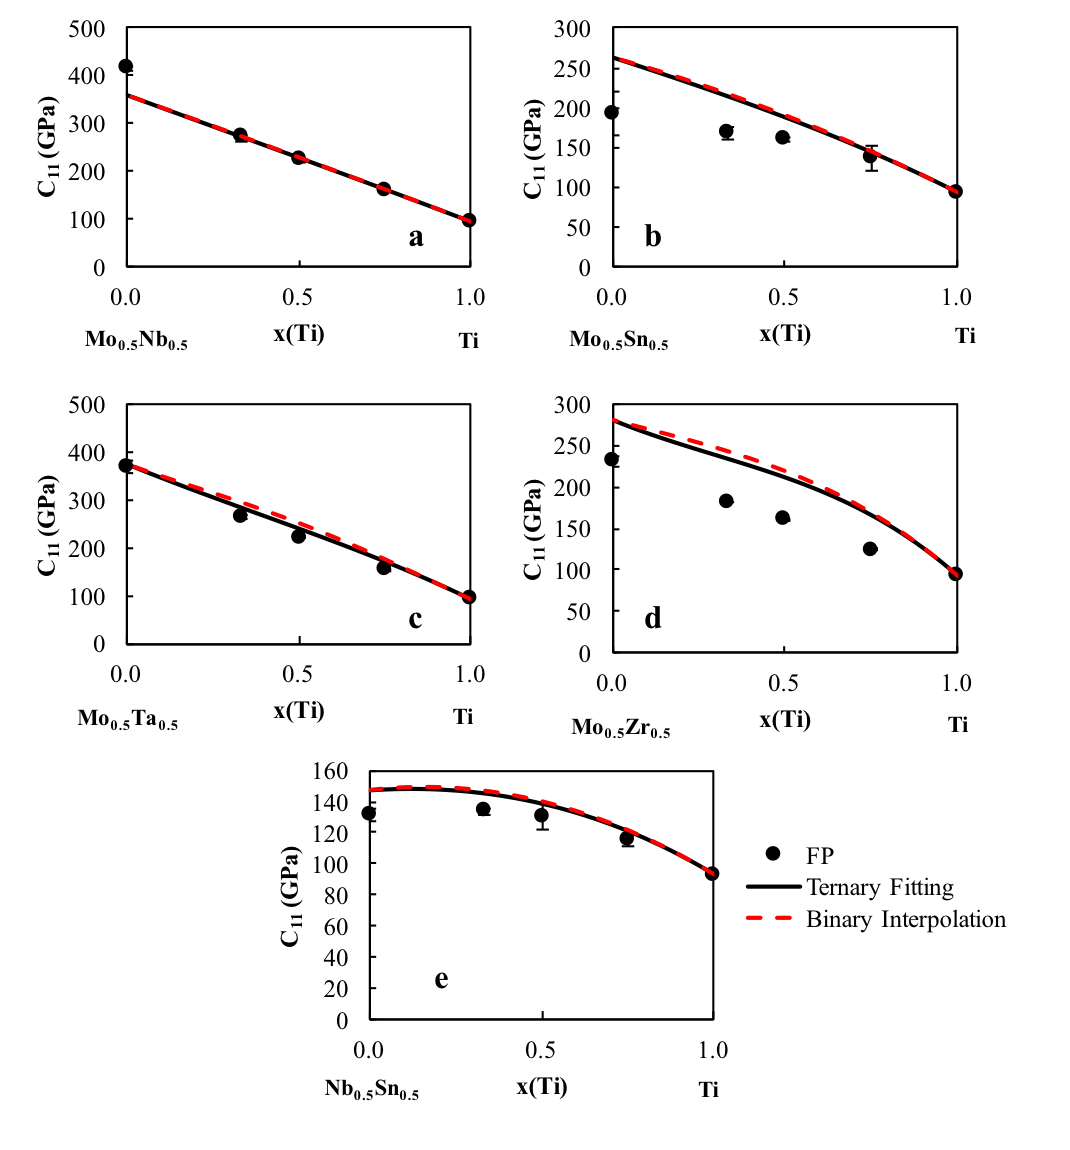 500
400
300
200
100
0
C₁₁ (GPa)
a
0.0 0.5 1.0
Mo₀.₅Nb₀.₅ x(Ti) Ti
300
250
200
150
100
50
0
C₁₁ (GPa)
b
0.0 0.5 1.0
Mo₀.₅Sn₀.₅ x(Ti) Ti
500
400
300
200
100
0
C₁₁ (GPa)
c
0.0 0.5 1.0
Mo₀.₅Ta₀.₅ x(Ti) Ti
300
250
200
150
100
50
0
C₁₁ (GPa)
d
0.0 0.5 1.0
Mo₀.₅Zr₀.₅ x(Ti) Ti
160
140
120
100
80
60
40
20
0
C₁₁ (GPa)
e
0.0 0.5 1.0
Nb₀.₅Sn₀.₅ x(Ti) Ti
FP
Ternary Fitting
Binary Interpolation